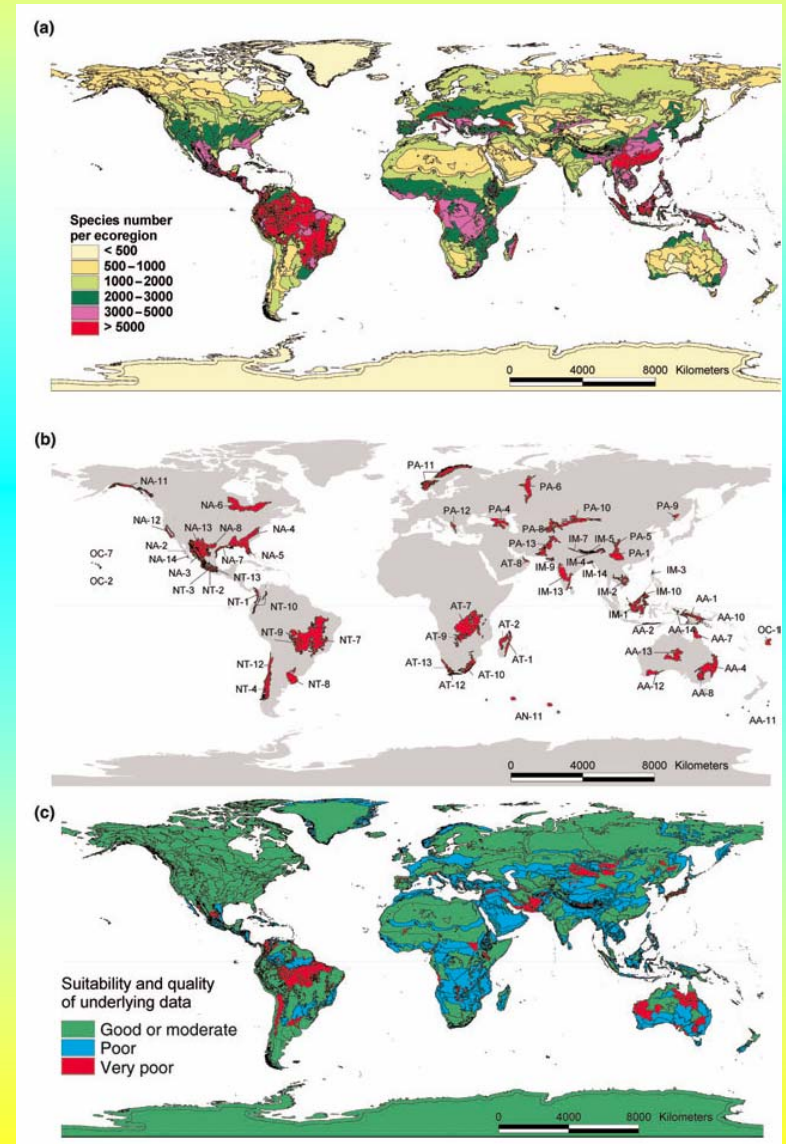 (a)
Species number
per ecoregion
< 500
500–1000
1000–2000
2000–3000
3000–5000
> 5000
0 4000 8000 Kilometers
(b)
PA-11
NA-11
NA-6
PA-6
NA-12
NA-13
NA-8
NA-4
PA-12
PA-4
PA-10
PA-9
PA-8
OC-7
NA-2
NA-14
NA-7
NA-5
PA-13
IM-7
IM-5
PA-5
PA-1
OC-2
NA-3
NT-3
NT-2
NT-13
AT-8
IM-9
IM-4
IM-14
IM-3
NT-1
NT-10
IM-13
IM-2
IM-10
AA-1
NT-9
NT-7
AT-7
AT-2
IM-1
AA-10
AT-9
AT-1
AA-2
AA-14
AA-7
OC-1
NT-12
AT-13
AA-13
AA-4
NT-4
NT-8
AT-12
AT-10
AA-12
AA-8
AN-11
AA-11
0 4000 8000 Kilometers
(c)
Suitability and quality
of underlying data
Good or moderate
Poor
Very poor
0 4000 8000 Kilometers